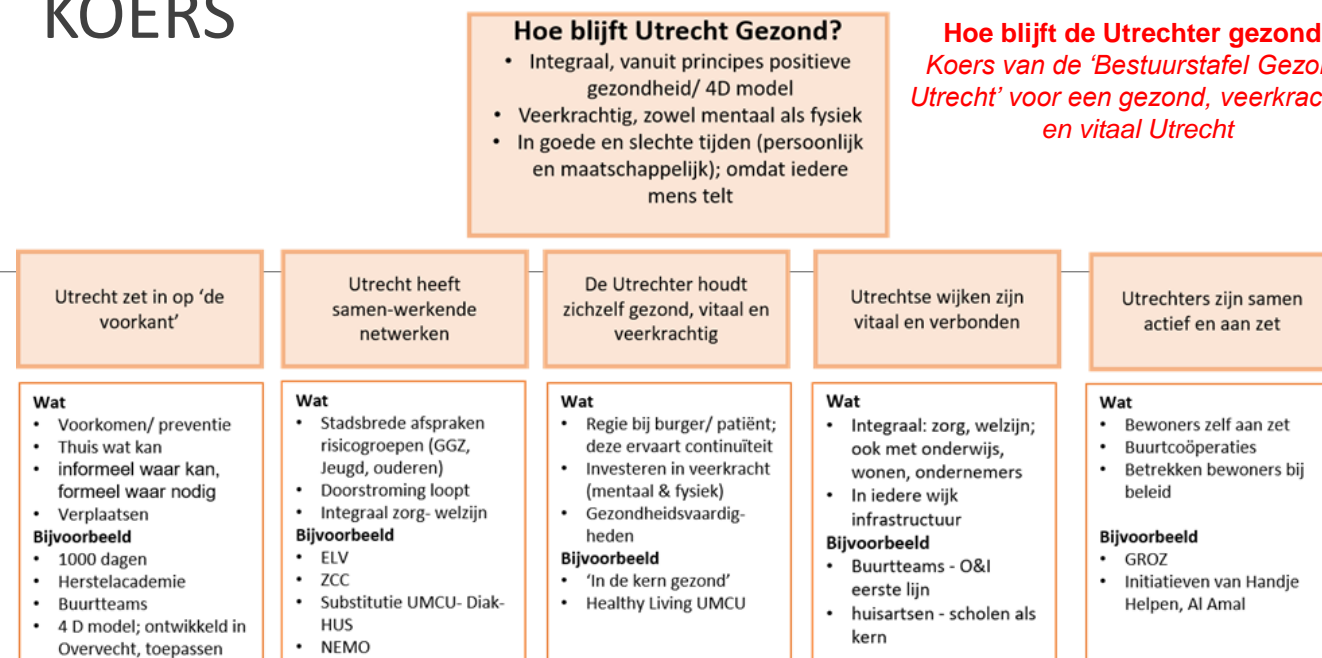 KOERS
Hoe blijft Utrecht Gezond?
• Integraal, vanuit principes positieve
gezondheid/ 4D model
• Veerkrachtig, zowel mentaal als fysiek
• In goede en slechte tijden (persoonlijk
en maatschappelijk); omdat iedere
mens telt
Hoe blijft de Utrechter gezond
Koers van de ‘Bestuurstafel Gezon
Utrecht’ voor een gezond, veerkrac
en vitaal Utrecht
Utrecht zet in op ‘de
voorkant’
Wat
• Voorkomen/ preventie
• Thuis wat kan
• informeel waar kan,
formeel waar nodig
• Verplaatsen
Bijvoorbeeld
• 1000 dagen
• Herstelacademie
• Buurtteams
• 4 D model; ontwikkeld in
Overvecht, toepassen
Utrecht heeft
samen-werkende
netwerken
Wat
• Stadsbrede afspraken
risicogroepen (GGZ,
Jeugd, ouderen)
• Doorstroming loopt
• Integraal zorg- welzijn
Bijvoorbeeld
• ELV
• ZCC
• Substitutie UMCU- Diak-
HUS
• NEMO
De Utrechter houdt
zichzelf gezond, vitaal en
veerkrachtig
Wat
• Regie bij burger/ patiënt;
deze ervaart continuïteit
• Investeren in veerkracht
(mentaal & fysiek)
• Gezondheidsvaardig-
heden
Bijvoorbeeld
• ‘In de kern gezond’
• Healthy Living UMCU
Utrechtse wijken zijn
vitaal en verbonden
Wat
• Integraal: zorg, welzijn;
ook met onderwijs,
wonen, ondernemers
• In iedere wijk
infrastructuur
Bijvoorbeeld
• Buurtteams - O&I
eerste lijn
• huisartsen - scholen als
kern
Utrechters zijn samen
actief en aan zet
Wat
• Bewoners zelf aan zet
• Buurtcoöperaties
• Betrekken bewoners bij
beleid
Bijvoorbeeld
• GROZ
• Initiatieven van Handje
Helpen, Al Amal